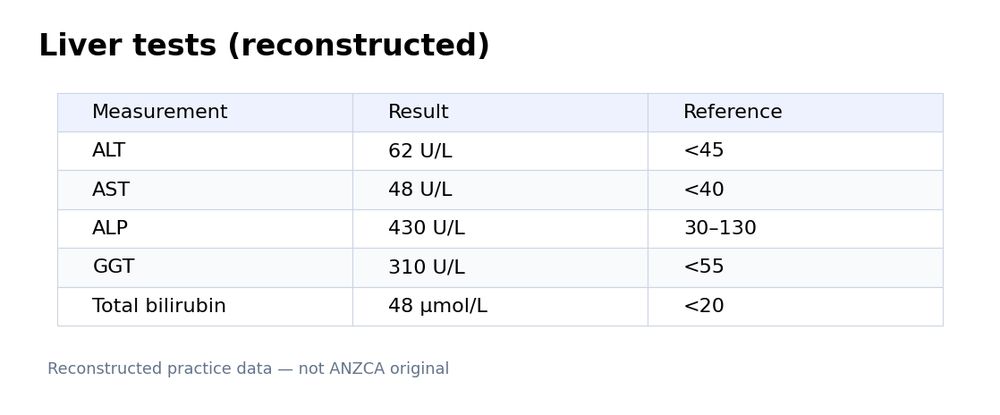 Liver tests (reconstructed)
Measurement Result Reference
ALT 62 U/L <45
AST 48 U/L <40
ALP 430 U/L 30–130
GGT 310 U/L <55
Total bilirubin 48 µmol/L <20
Reconstructed practice data — not ANZCA original